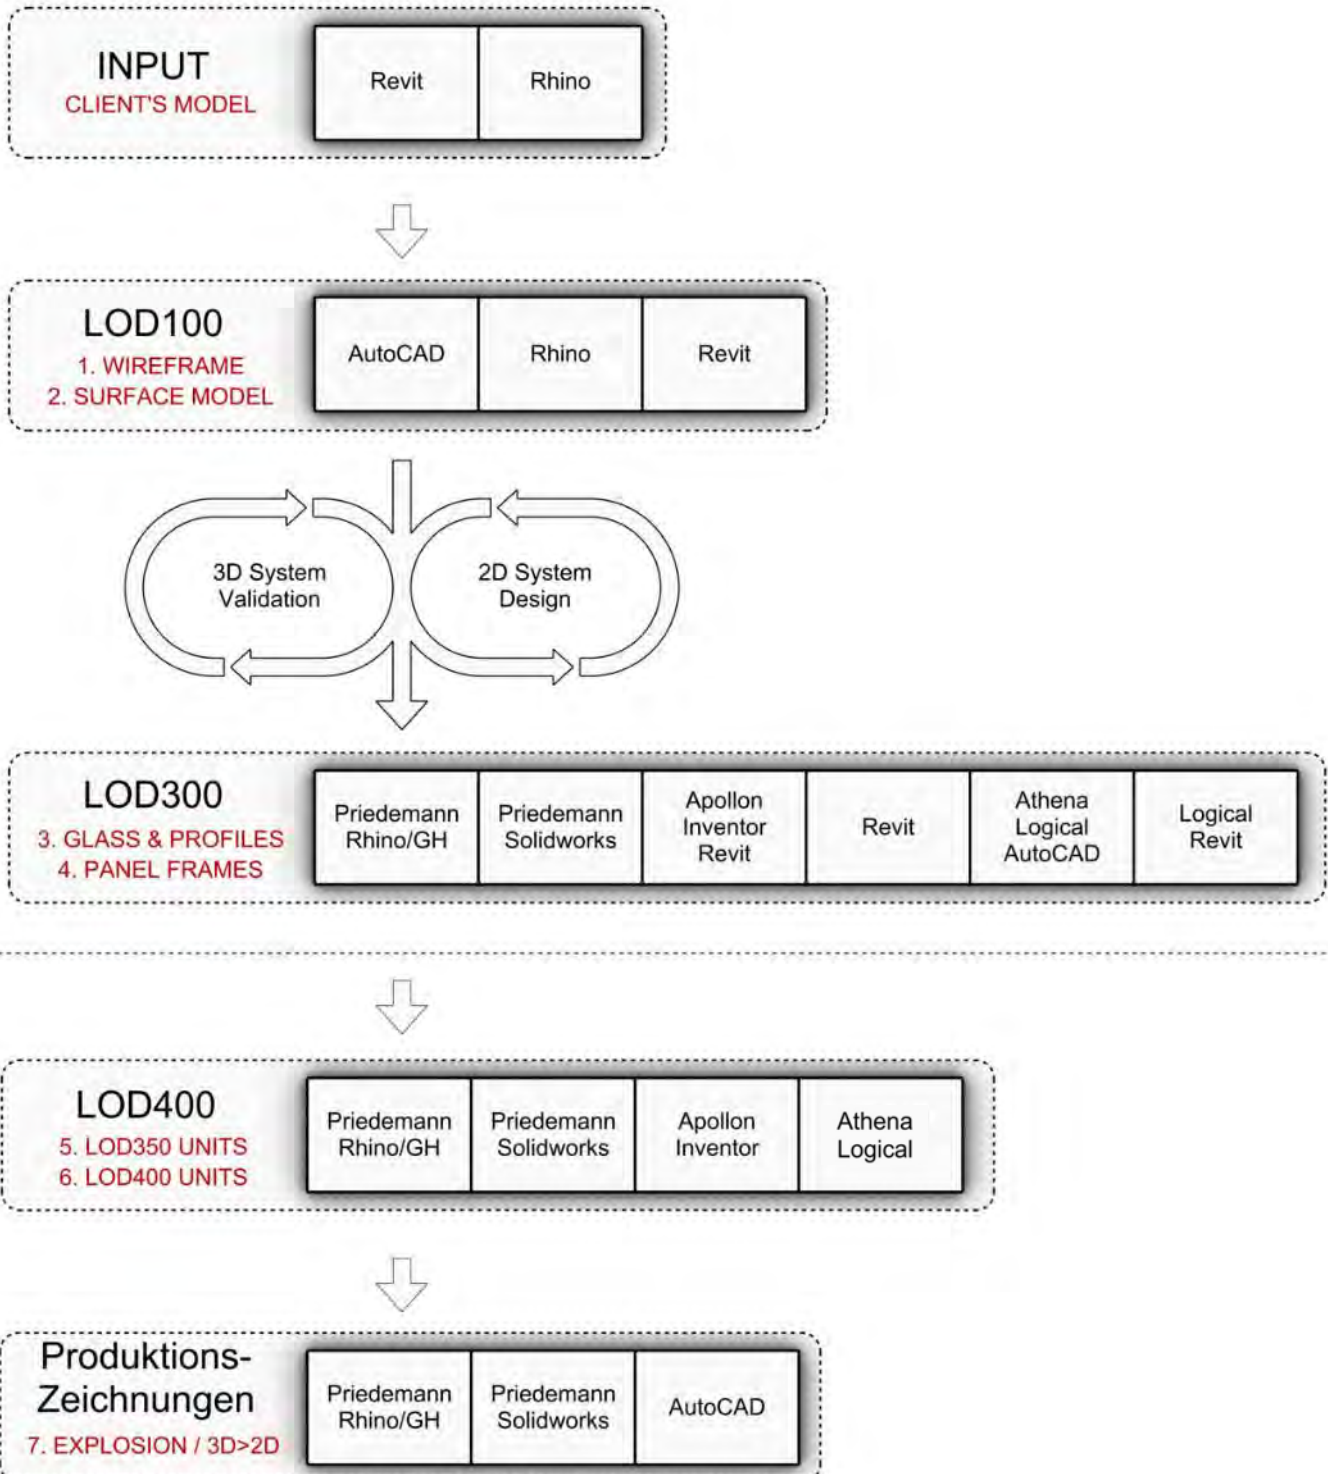 INPUT
CLIENT'S MODEL
Revit
Rhino
LOD100
1. WIREFRAME
2. SURFACE MODEL
AutoCAD
Rhino
Revit
3D System
Validation
2D System
Design
LOD300
3. GLASS & PROFILES
4. PANEL FRAMES
Priedemann
Rhino/GH
Priedemann
Solidworks
Apollon
Inventor
Revit
Revit
Athena
Logical
AutoCAD
Logical
Revit
LOD400
5. LOD350 UNITS
6. LOD400 UNITS
Priedemann
Rhino/GH
Priedemann
Solidworks
Apollon
Inventor
Athena
Logical
Produktions-
Zeichnungen
7. EXPLOSION / 3D>2D
Priedemann
Rhino/GH
Priedemann
Solidworks
AutoCAD